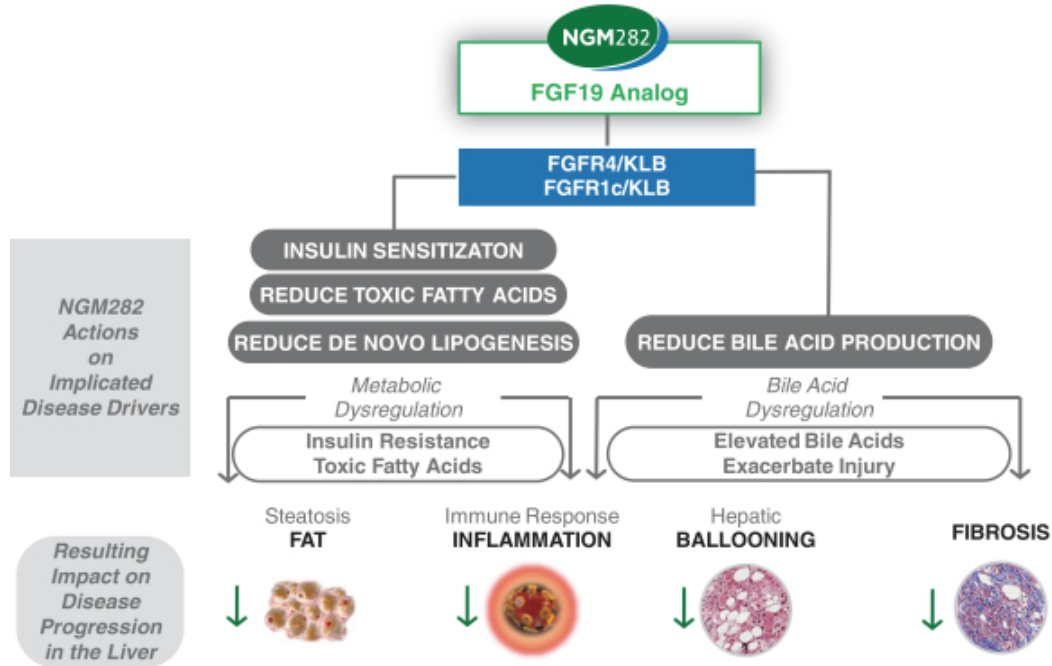 NGM282
FGF19 Analog
FGFR4/KLB
FGFR1c/KLB
NGM282
Actions
on
Implicated
Disease Drivers
INSULIN SENSITIZATON
REDUCE TOXIC FATTY ACIDS
REDUCE DE NOVO LIPOGENESIS
REDUCE BILE ACID PRODUCTION
Metabolic
Dysregulation
Insulin Resistance
Toxic Fatty Acids
Bile Acid
Dysregulation
Elevated Bile Acids
Exacerbate Injury
Resulting
Impact on
Disease
Progression
in the Liver
Steatosis
FAT
Immune Response
INFLAMMATION
Hepatic
BALLOONING
FIBROSIS